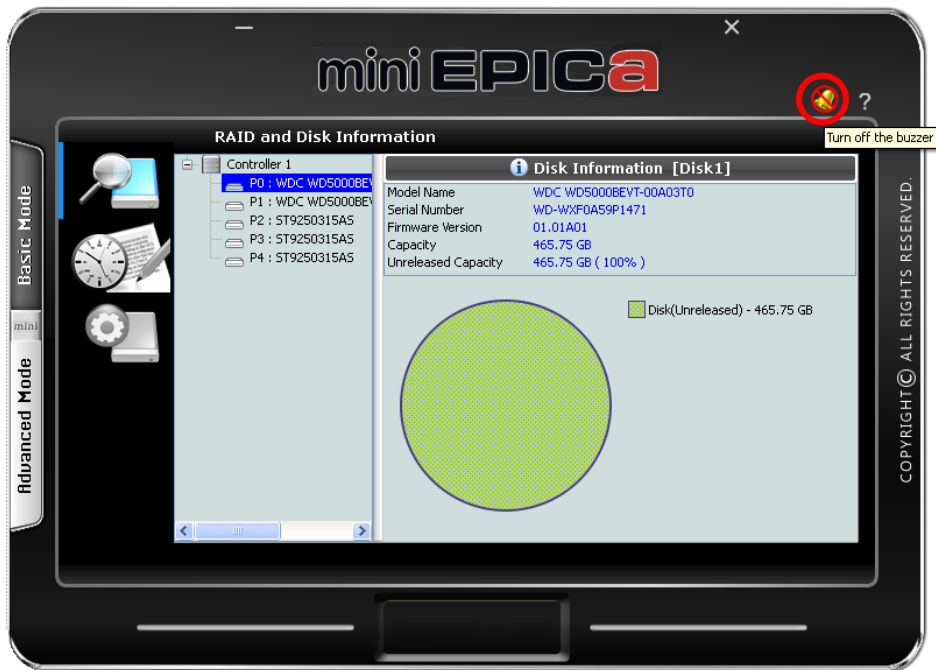 mini EPICa
?
Turn off the buzzer
RAID and Disk Information
Basic Mode
mini
Advanced Mode
Controller 1
P0 : WDC WD5000BEV
P1 : WDC WD5000BEV
P2 : ST9250315AS
P3 : ST9250315AS
P4 : ST9250315AS
Disk Information [Disk1]
Model Name WDC WD5000BEVT-00A03T0
Serial Number WD-WXF0A59P1471
Firmware Version 01.01A01
Capacity 465.75 GB
Unreleased Capacity 465.75 GB ( 100% )
Disk(Unreleased) - 465.75 GB
COPYRIGHT© ALL RIGHTS RESERVED.